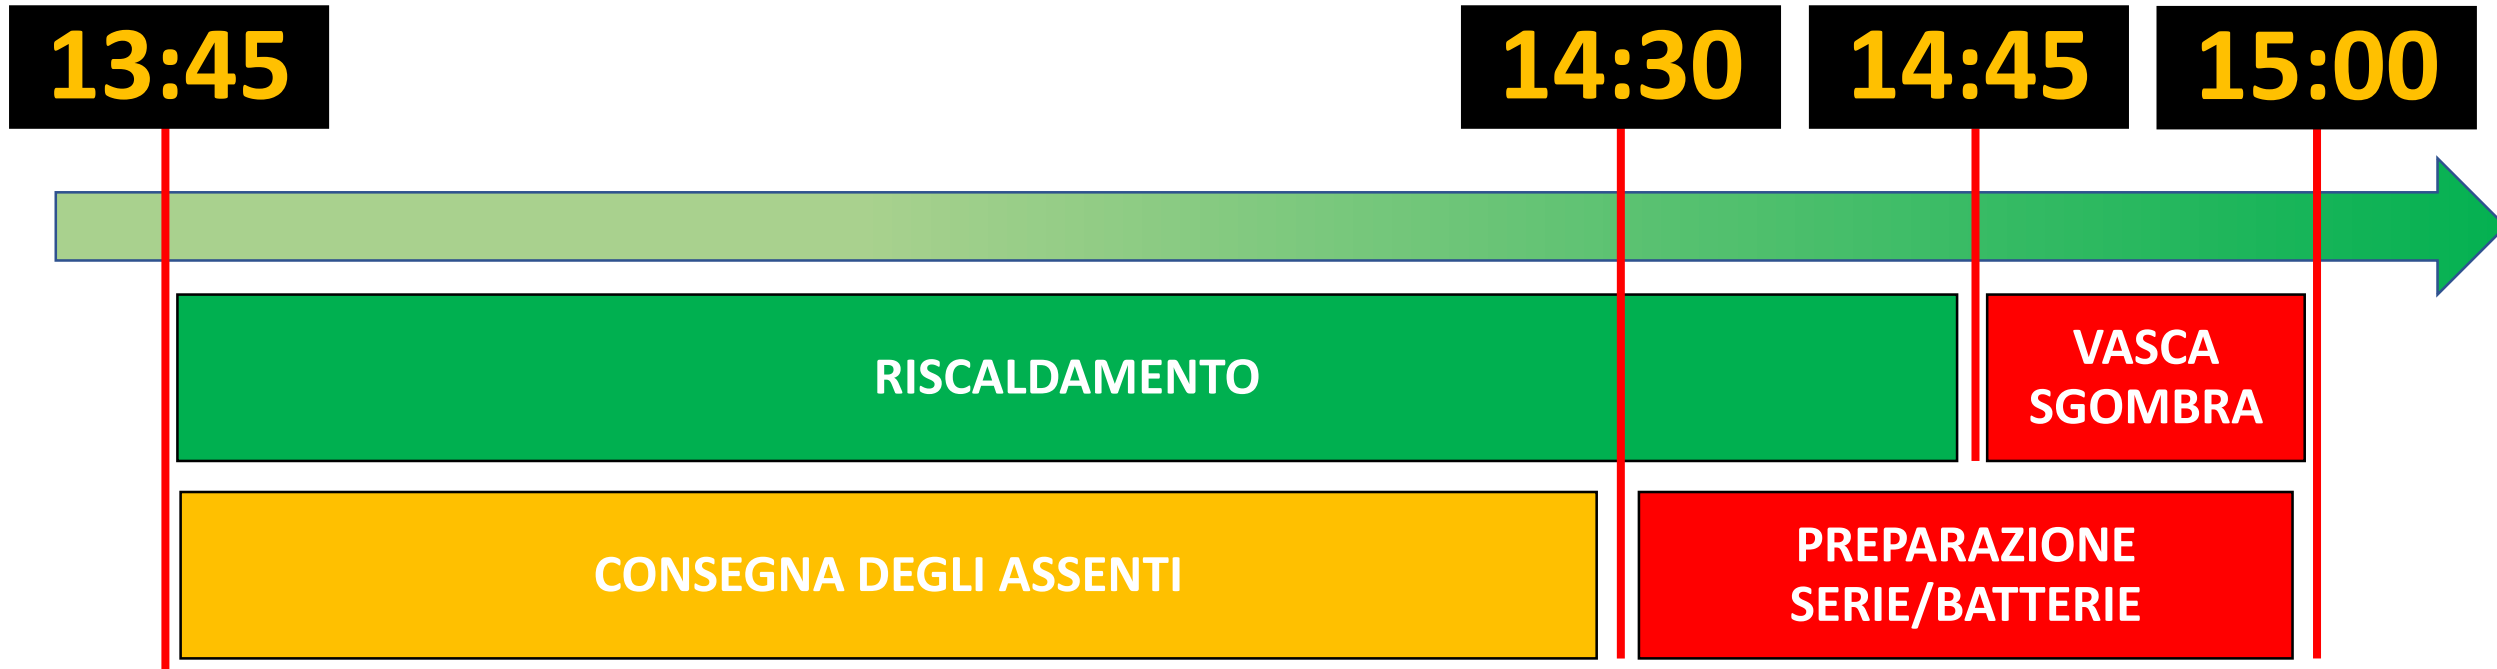 13:45
14:30
14:45
15:00
RISCALDAMENTO
VASCA
SGOMBRA
CONSEGNA DEGLI ASSENTI
PREPARAZIONE
SERIE/BATTERIE